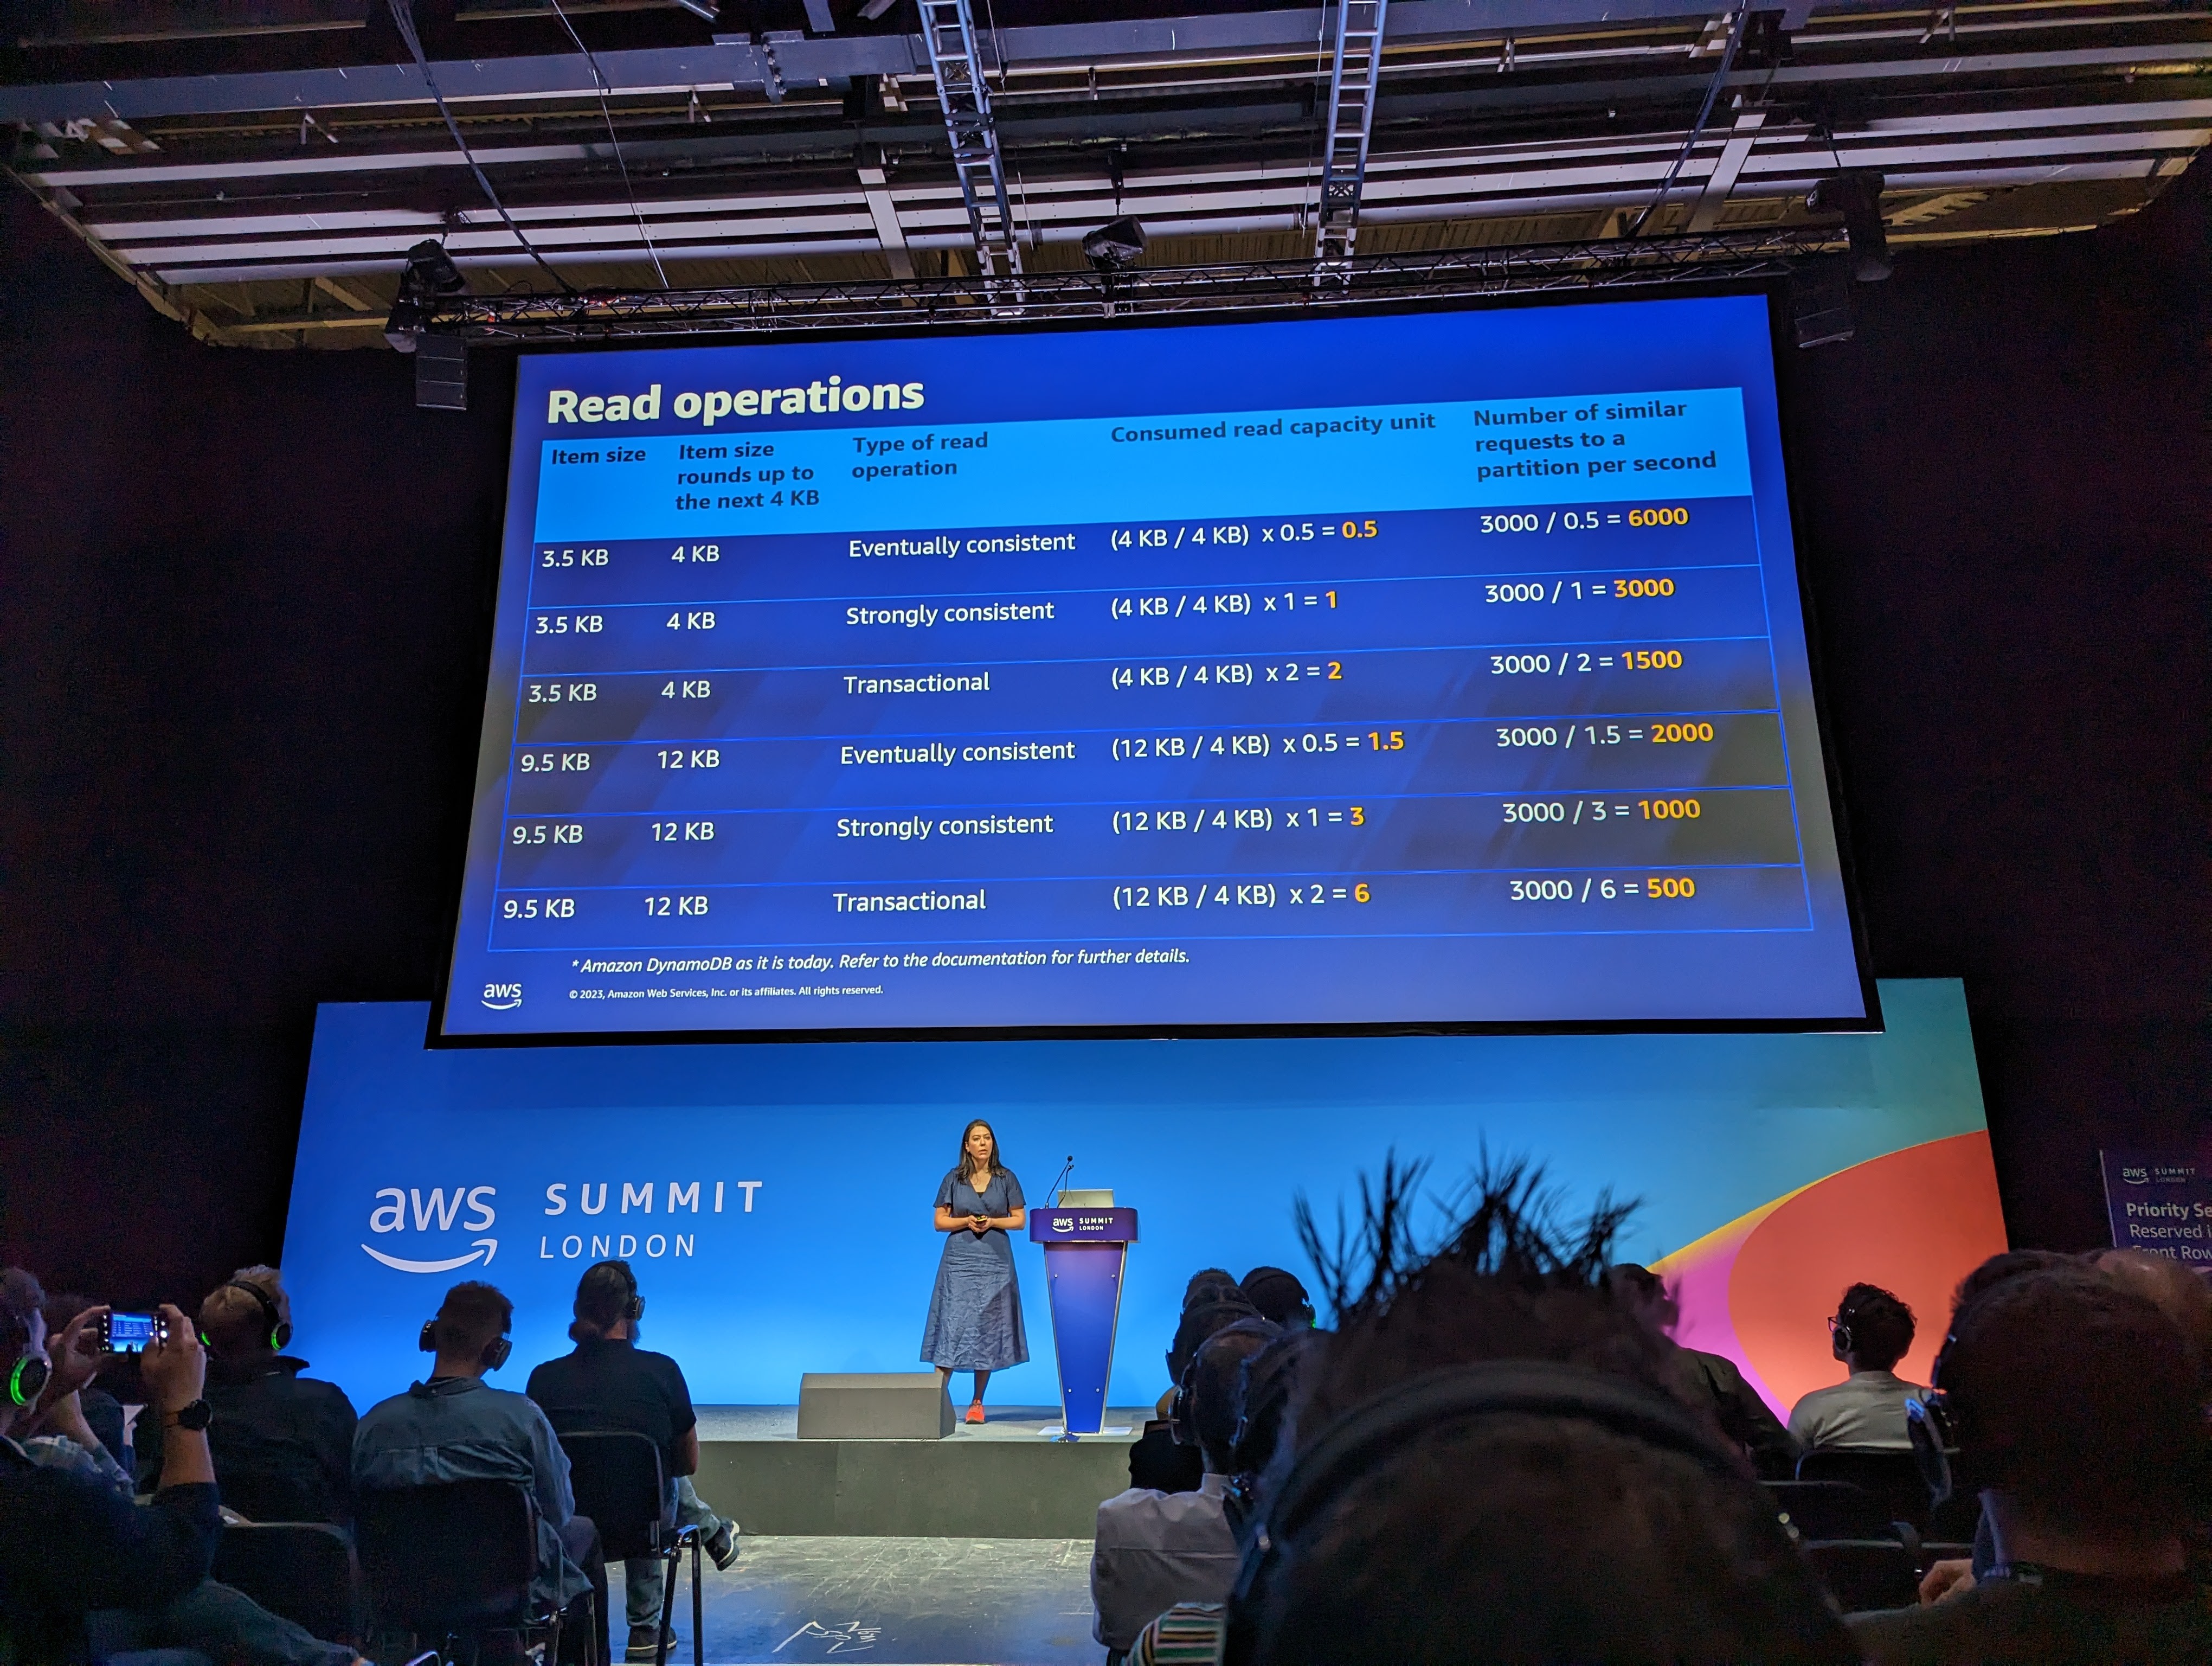 Read operations
Item size
Item size
rounds up to
the next 4 KB
Type of read
operation
Consumed read capacity unit
Number of similar
requests to a
partition per second
3.5 KB 4 KB Eventually consistent (4 KB / 4 KB) x 0.5 = 0.5 3000 / 0.5 = 6000
3.5 KB 4 KB Strongly consistent (4 KB / 4 KB) x 1 = 1 3000 / 1 = 3000
3.5 KB 4 KB Transactional (4 KB / 4 KB) x 2 = 2 3000 / 2 = 1500
9.5 KB 12 KB Eventually consistent (12 KB / 4 KB) x 0.5 = 1.5 3000 / 1.5 = 2000
9.5 KB 12 KB Strongly consistent (12 KB / 4 KB) x 1 = 3 3000 / 3 = 1000
9.5 KB 12 KB Transactional (12 KB / 4 KB) x 2 = 6 3000 / 6 = 500
* Amazon DynamoDB as it is today. Refer to the documentation for further details.
aws © 2023, Amazon Web Services, Inc. or its affiliates. All rights reserved.
aws SUMMIT
LONDON
aws SUMMIT
LONDON
aws SUMMIT
LONDON
Priority Se
Reserved i
Front Row